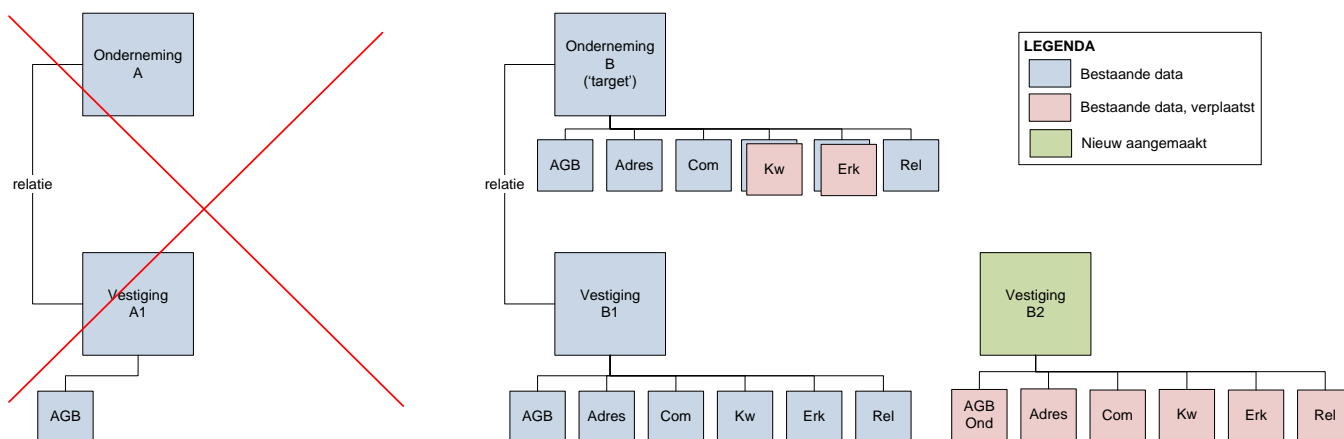 Onderneming
A
relatie
Vestiging
A1
AGB
Onderneming
B
(‘target’)
AGB
Adres
Com
Kw
Erk
Rel
relatie
Vestiging
B1
AGB
Adres
Com
Kw
Erk
Rel
LEGENDA
Bestaande data
Bestaande data, verplaatst
Nieuw aangemaakt
Vestiging
B2
AGB
Ond
Adres
Com
Kw
Erk
Rel